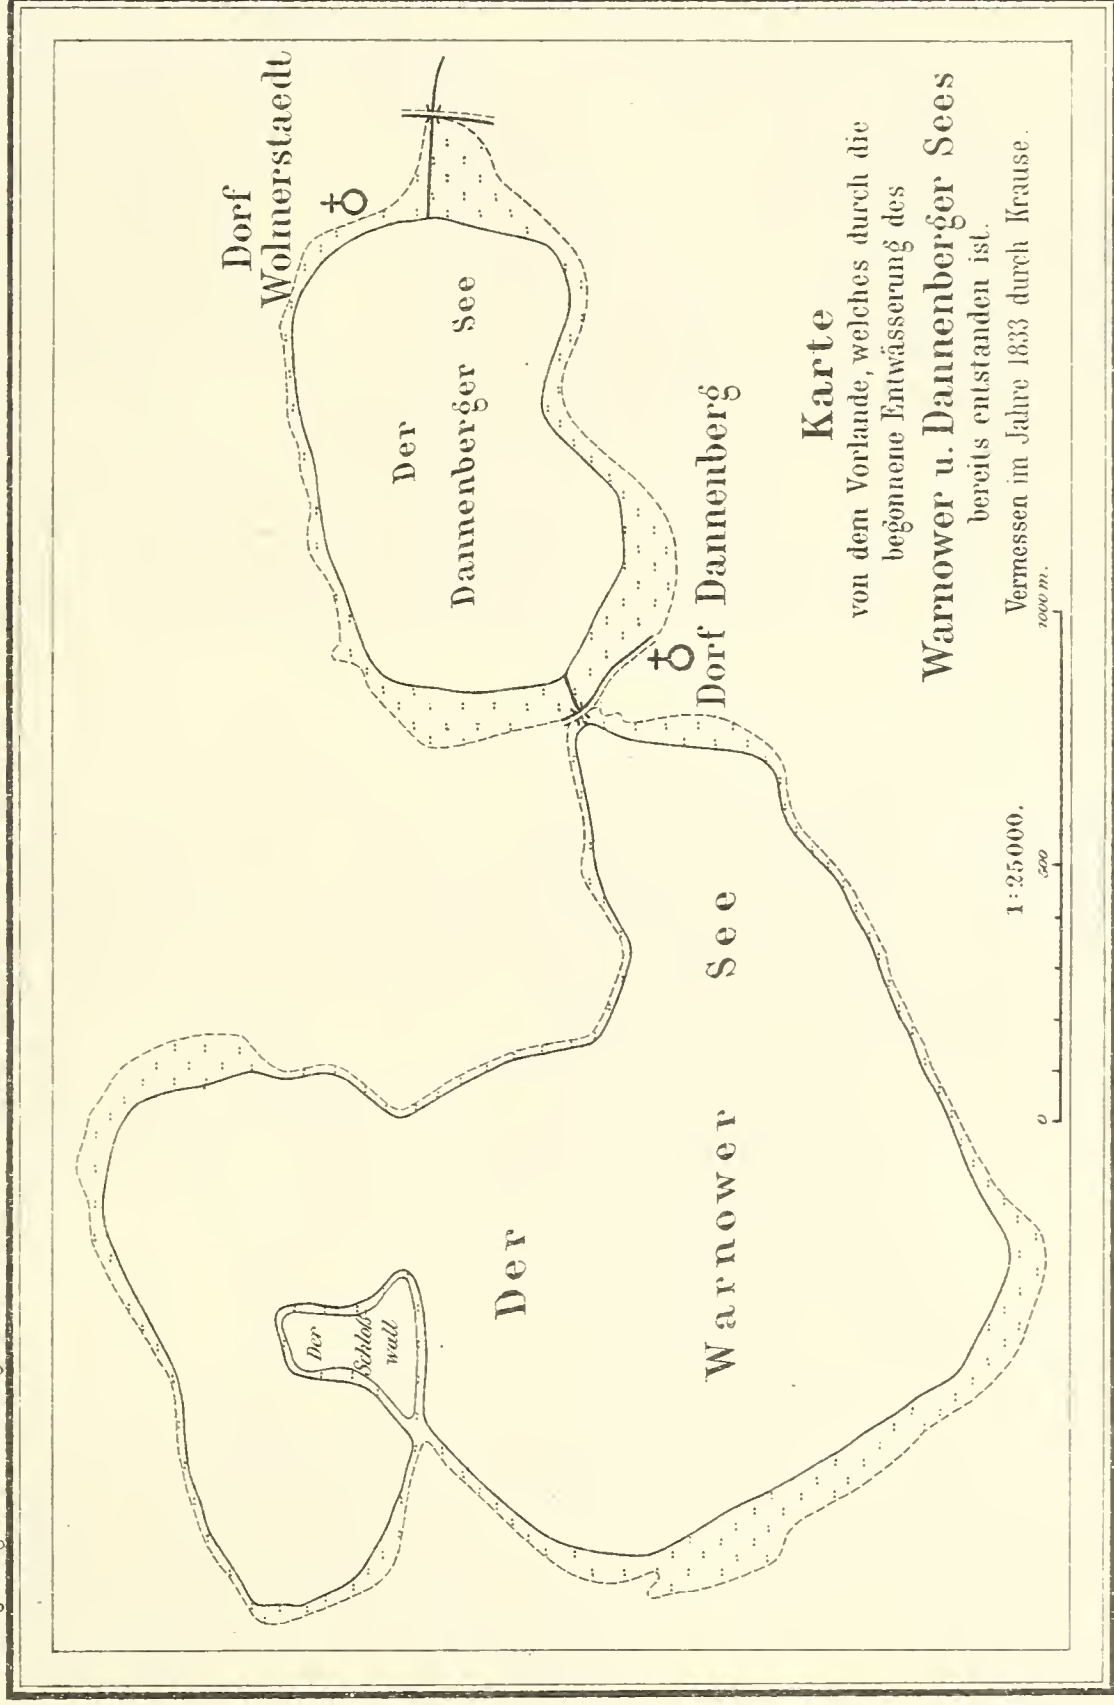 Karte
von dem Vorlande, welches durch die
begonnene Entwässerung des
Warnower u. Dannenberger Sees
bereits entstanden ist.
Vermessen im Jahre 1833 durch Krause.
1:25000.
0
500
1000 m.
Dorf
Wolmerstaedt
Der
Dannenberger See
Dorf Dannenberg
Der
Warnower See
Der
Schloß-
wall